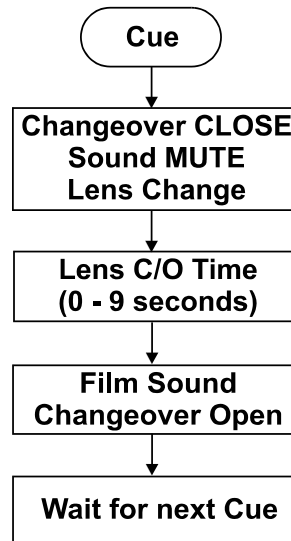 Cue
Changeover CLOSE
Sound MUTE
Lens Change
Lens C/O Time
(0 - 9 seconds)
Film Sound
Changeover Open
Wait for next Cue